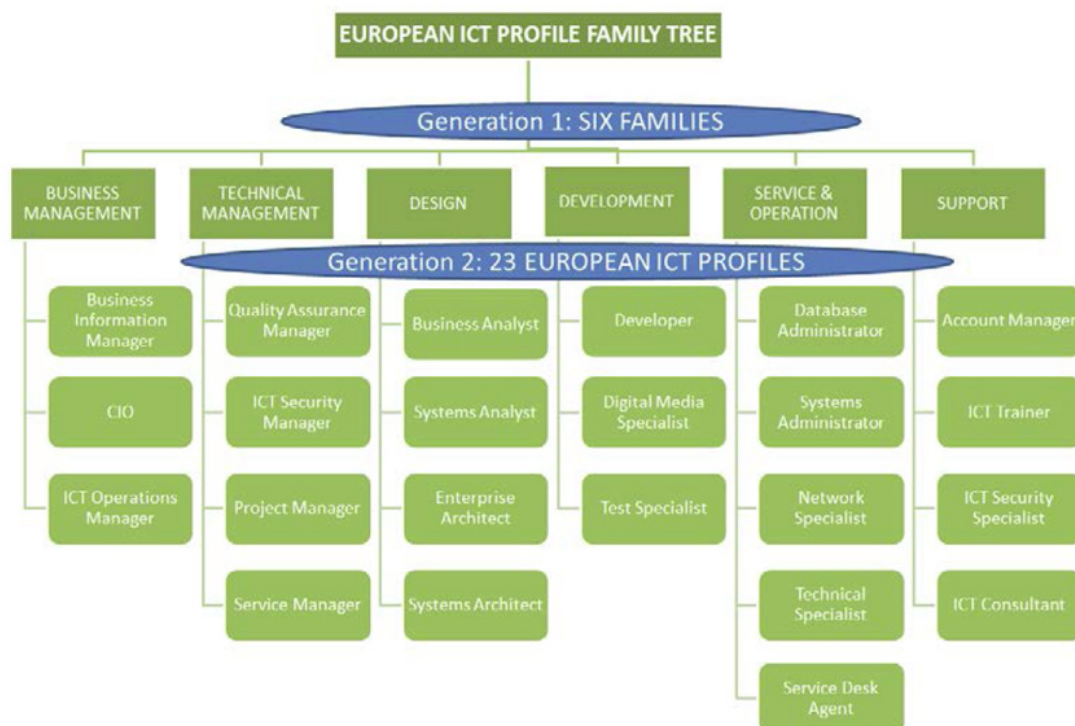 EUROPEAN ICT PROFILE FAMILY TREE
Generation 1: SIX FAMILIES
BUSINESS
MANAGEMENT
TECHNICAL
MANAGEMENT
DESIGN
DEVELOPMENT
SERVICE &
OPERATION
SUPPORT
Generation 2: 23 EUROPEAN ICT PROFILES
Business
Information
Manager
CIO
ICT Operations
Manager
Quality Assurance
Manager
ICT Security
Manager
Project Manager
Service Manager
Business Analyst
Systems Analyst
Enterprise
Architect
Systems Architect
Developer
Digital Media
Specialist
Test Specialist
Database
Administrator
Systems
Administrator
Network
Specialist
Technical
Specialist
Service Desk
Agent
Account Manager
ICT Trainer
ICT Security
Specialist
ICT Consultant